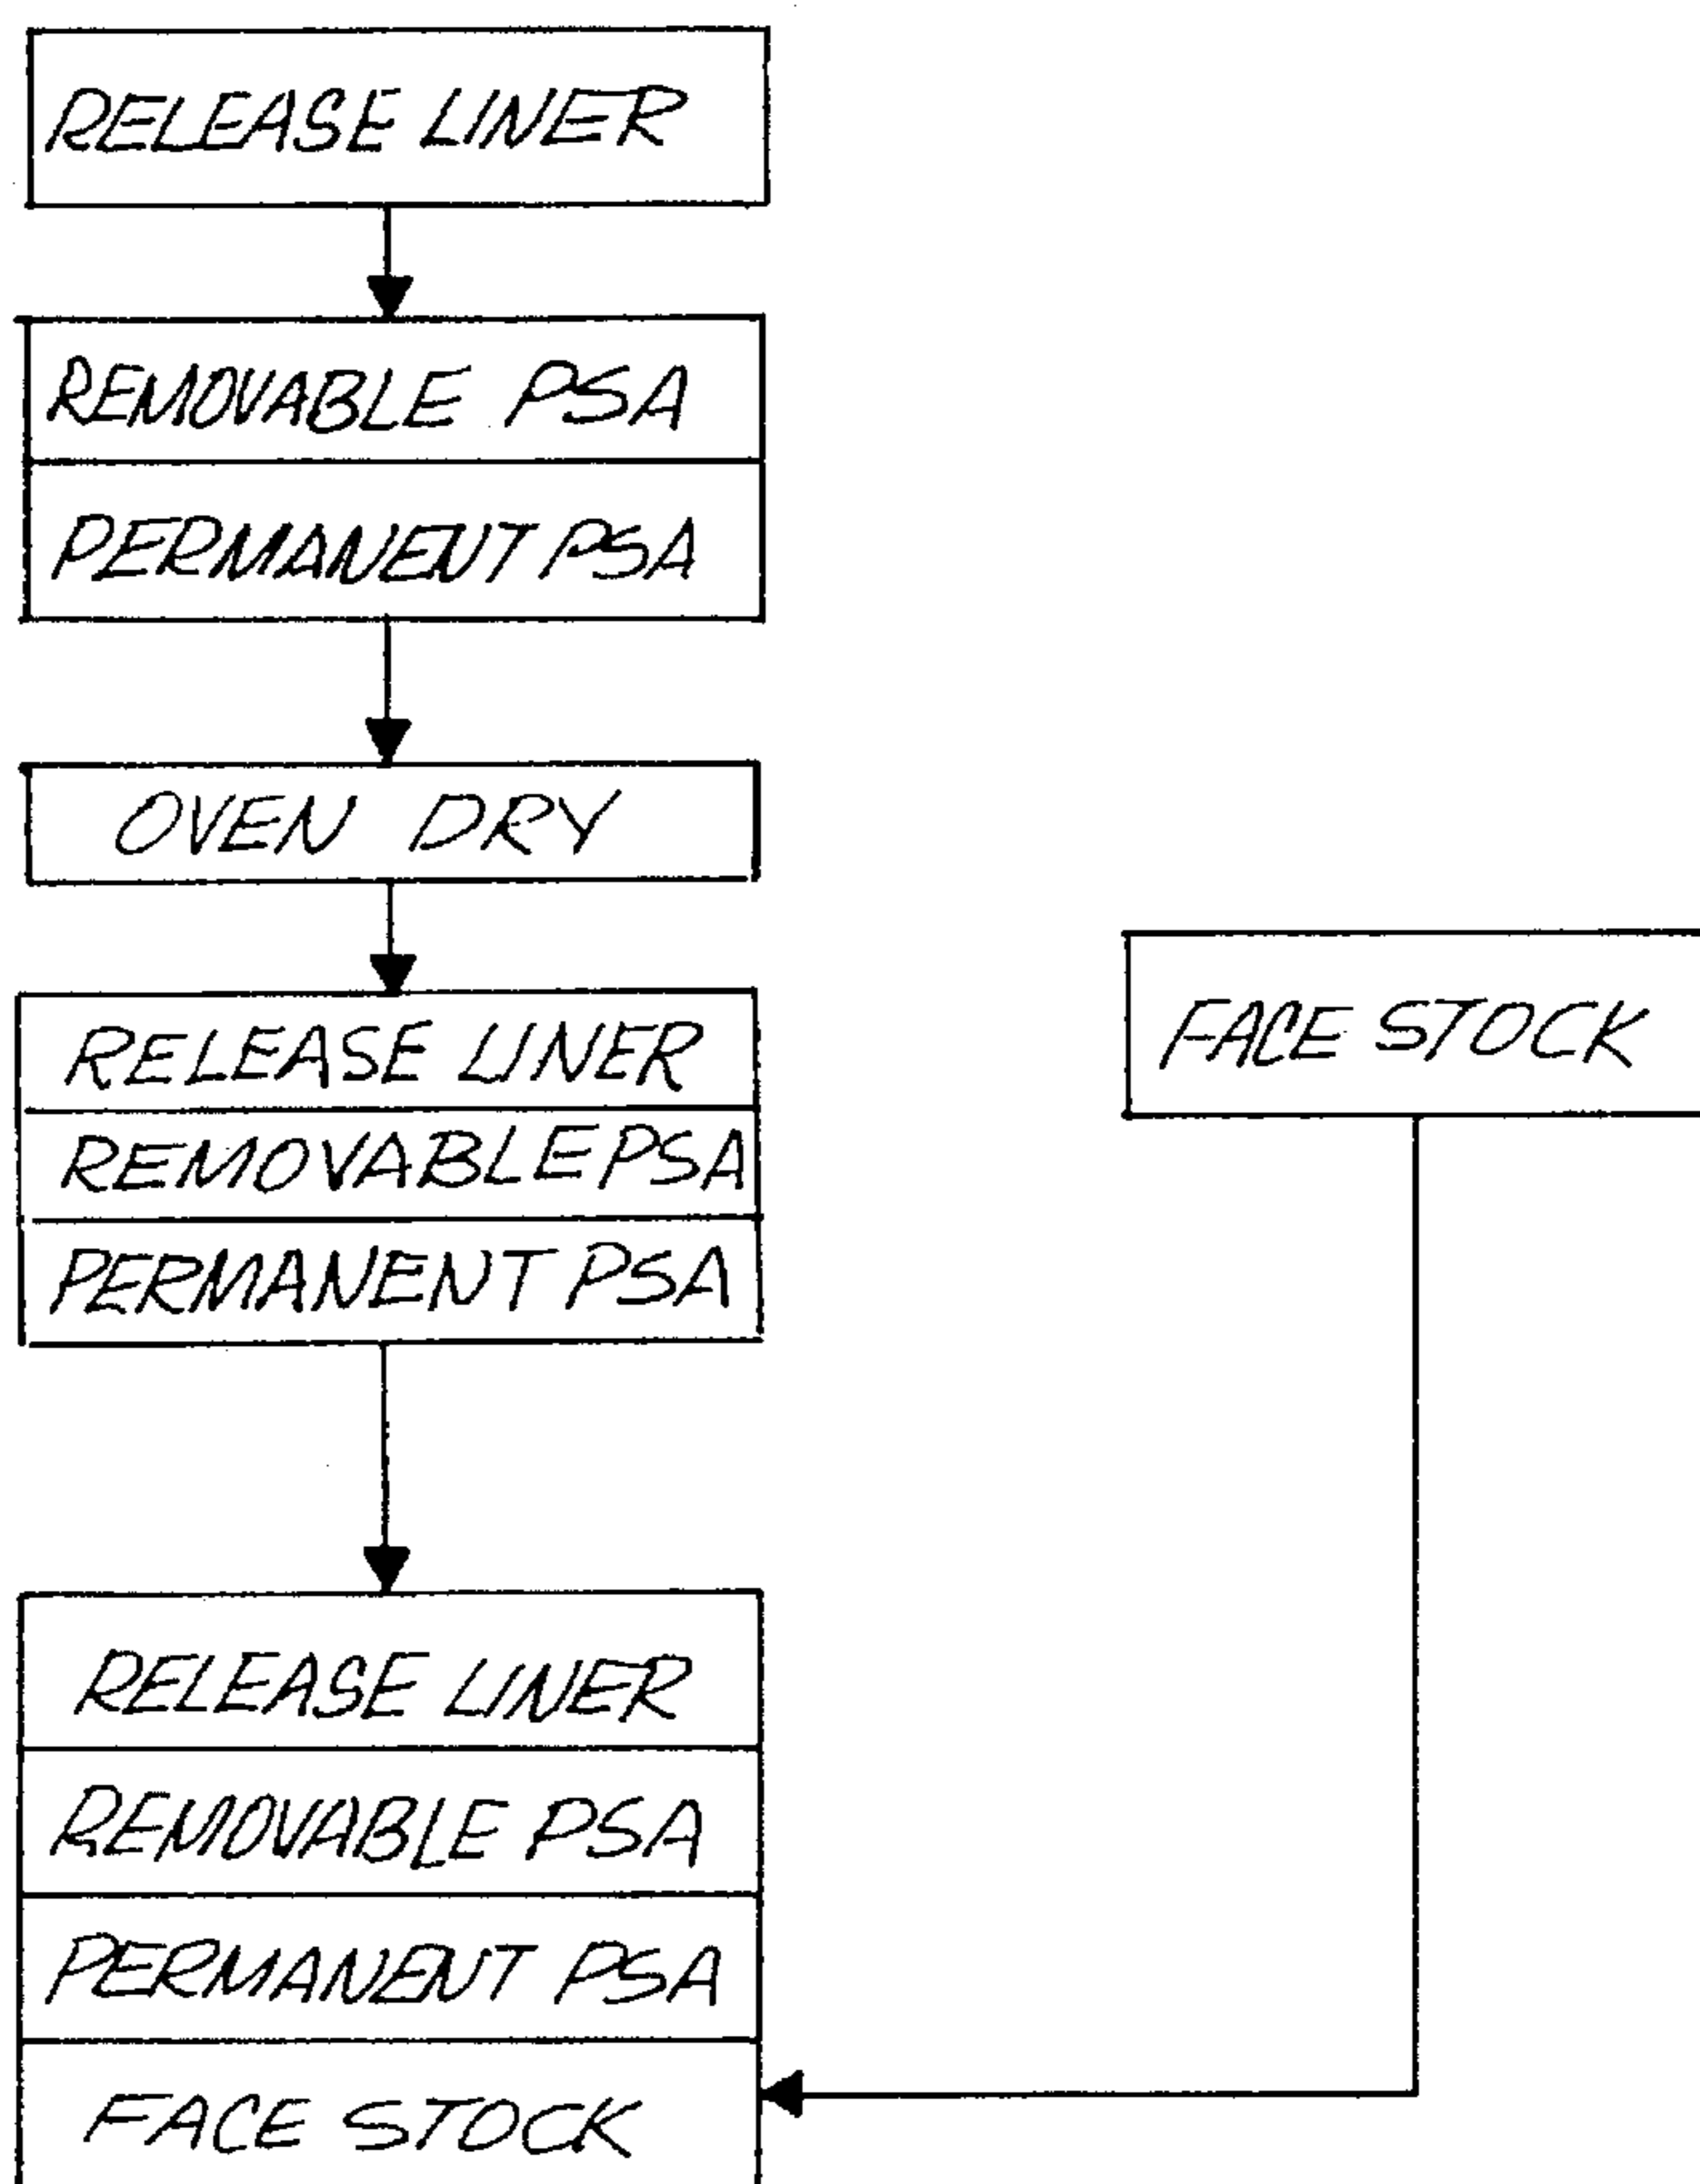 RELEASE LINER
REMOVABLE PSA
PERMANENT PSA
OVEN DRY
RELEASE LINER
REMOVABLE PSA
PERMANENT PSA
FACE STOCK
RELEASE LINER
REMOVABLE PSA
PERMANENT PSA
FACE STOCK